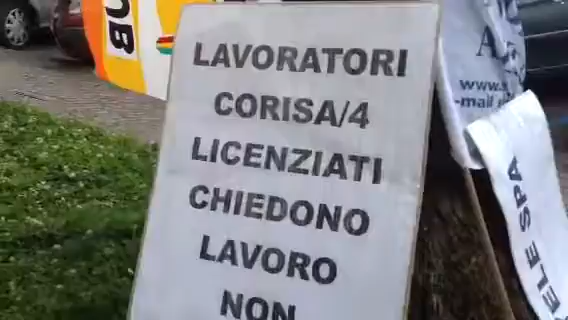 LAVORATORI
CORISA/4
LICENZIATI
CHIEDONO
LAVORO
NON
www.
-mail
ELE SPA